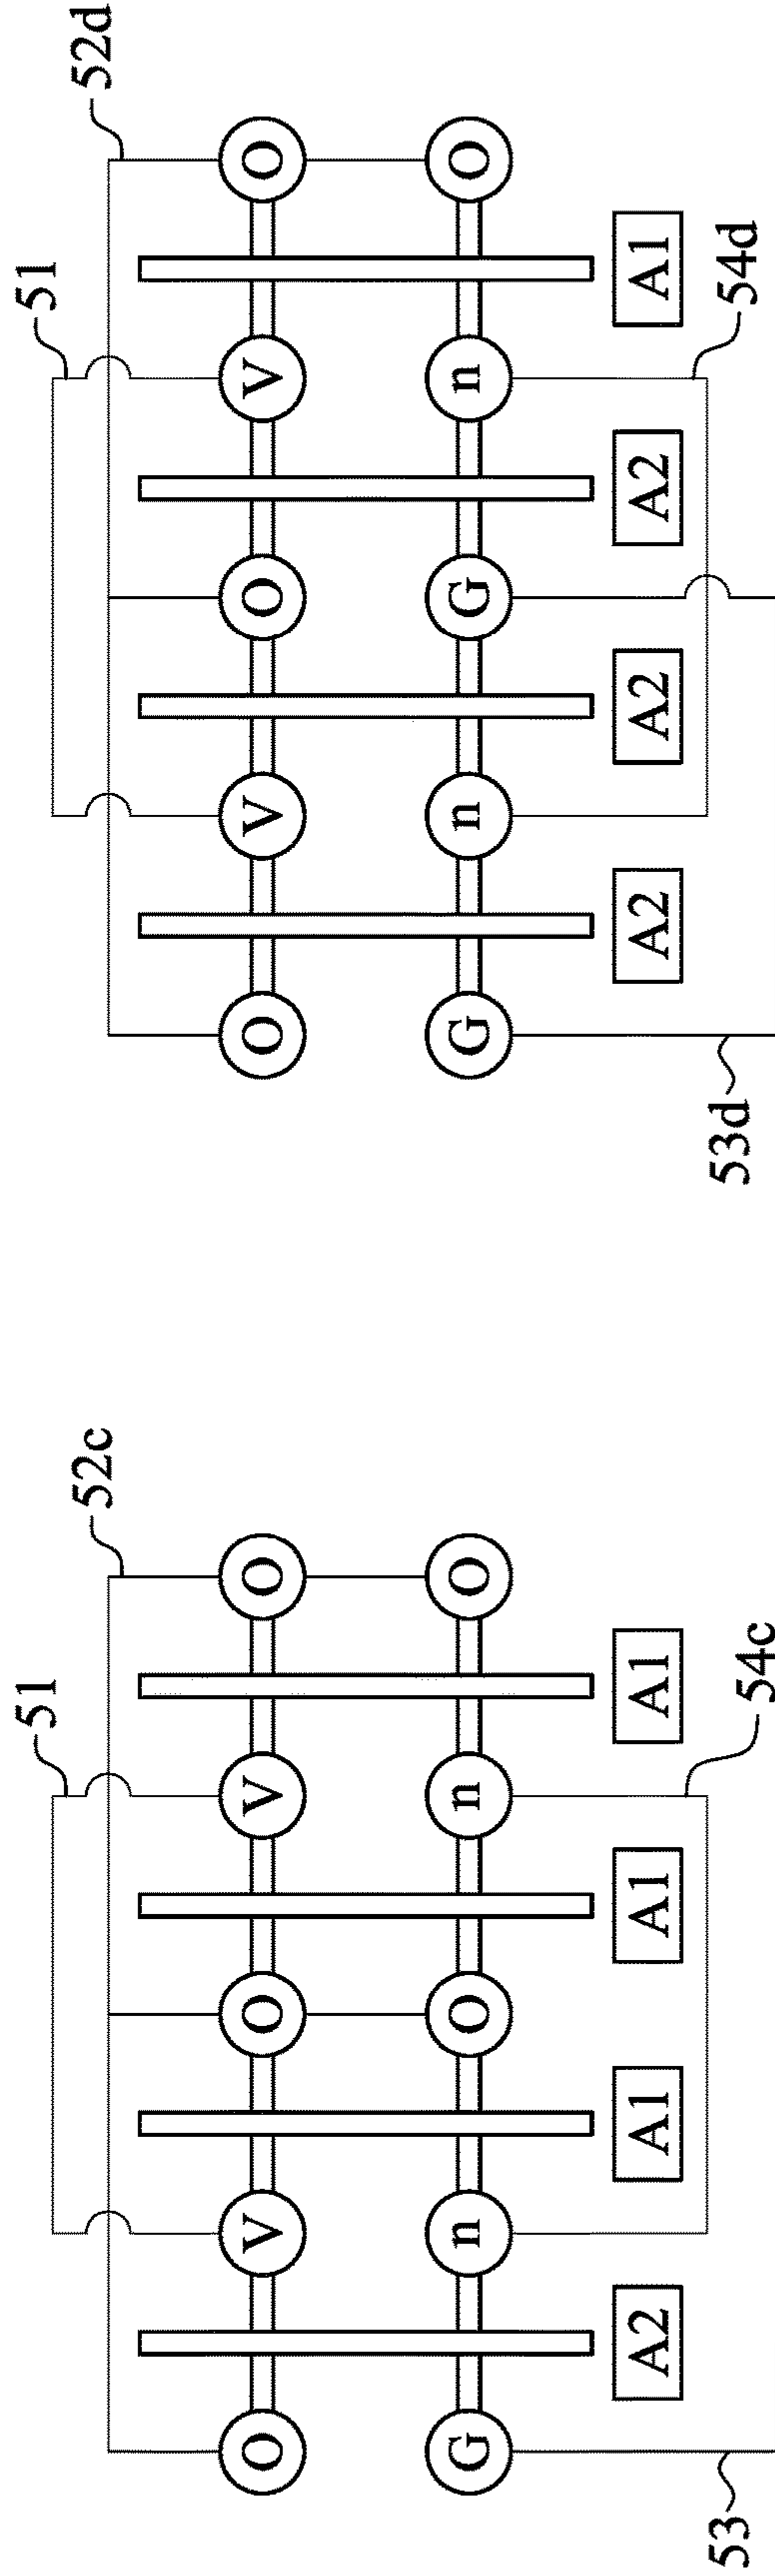 51
52c
O V O V O
G n O n O
A2 A1 A1 A1
53
54c
51
52d
O V O V O
G n G n O
A2 A2 A2 A1
53d
54d